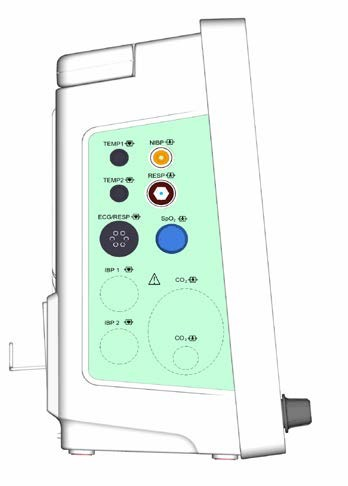 TEMP1 NIBP
TEMP2 RESP
ECG/RESP SpO₂
IBP 1 CO₂
IBP 2 CO₂